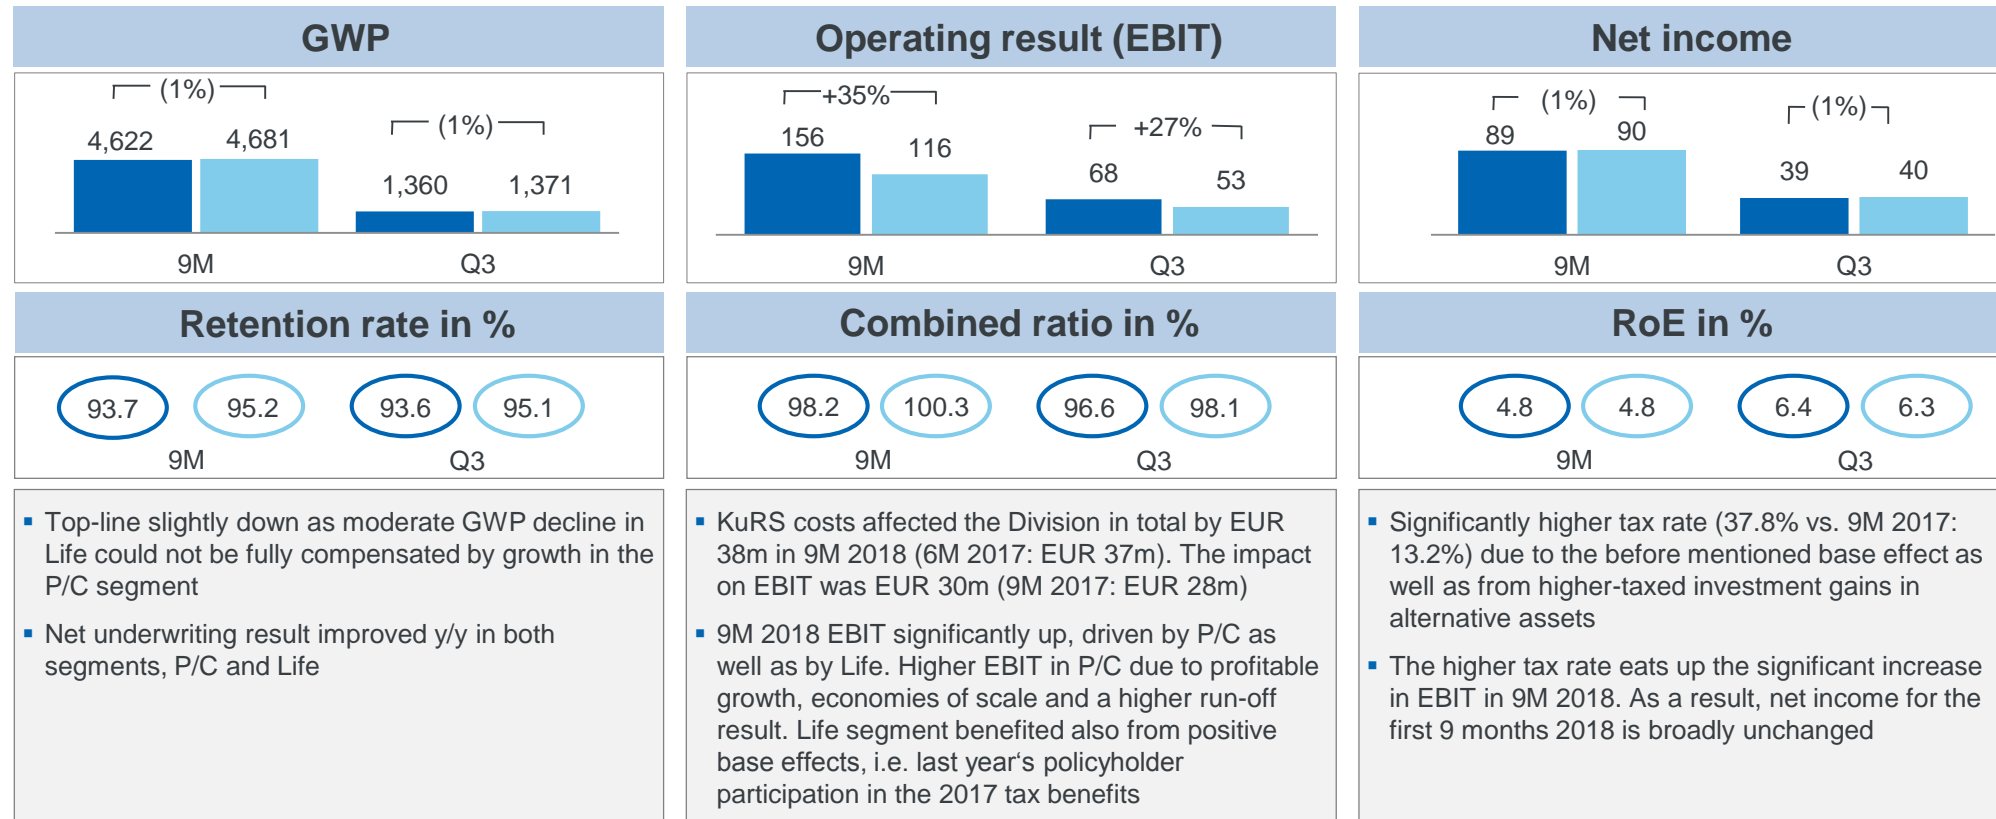 GWP
(1%)
4,622
4,681
(1%)
1,360
1,371
9M
Q3
Operating result (EBIT)
+35%
156
116
+27%
68
53
9M
Q3
Net income
(1%)
89
90
(1%)
39
40
9M
Q3
Retention rate in %
93.7
95.2
93.6
95.1
9M
Q3
Combined ratio in %
98.2
100.3
96.6
98.1
9M
Q3
RoE in %
4.8
4.8
6.4
6.3
9M
Q3
▪ Top-line slightly down as moderate GWP decline in
Life could not be fully compensated by growth in the
P/C segment
▪ Net underwriting result improved y/y in both
segments, P/C and Life
▪ KuRS costs affected the Division in total by EUR
38m in 9M 2018 (6M 2017: EUR 37m). The impact
on EBIT was EUR 30m (9M 2017: EUR 28m)
▪ 9M 2018 EBIT significantly up, driven by P/C as
well as by Life. Higher EBIT in P/C due to profitable
growth, economies of scale and a higher run-off
result. Life segment benefited also from positive
base effects, i.e. last year‘s policyholder
participation in the 2017 tax benefits
▪ Significantly higher tax rate (37.8% vs. 9M 2017:
13.2%) due to the before mentioned base effect as
well as from higher-taxed investment gains in
alternative assets
▪ The higher tax rate eats up the significant increase
in EBIT in 9M 2018. As a result, net income for the
first 9 months 2018 is broadly unchanged